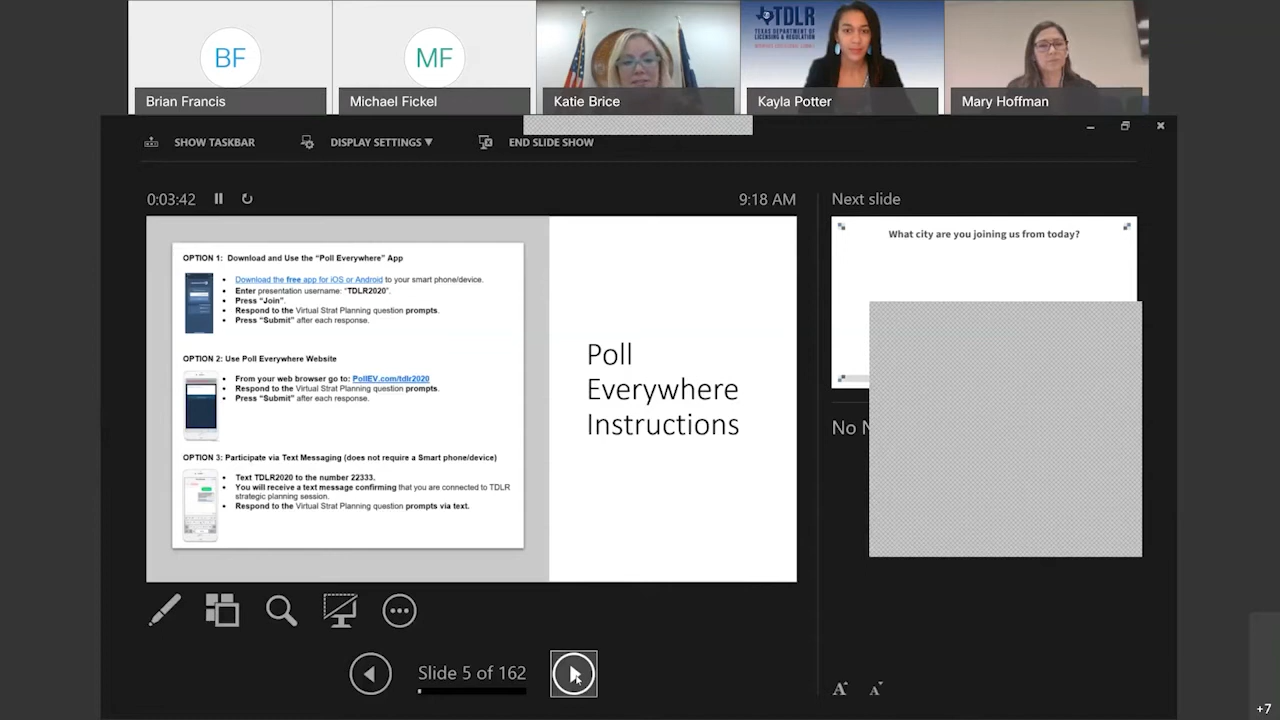 BF
MF
TDLR
TEXAS DEPARTMENT OF
LICENSING & REGULATION
Brian Francis
Michael Fickel
Katie Brice
Kayla Potter
Mary Hoffman
SHOW TASKBAR
DISPLAY SETTINGS ▼
END SLIDE SHOW
0:03:42
9:18 AM
Next slide
OPTION 1: Download and Use the “Poll Everywhere” App
• Download the free app for iOS or Android to your smart phone/device.
• Enter presentation username: “TDLR2020”.
• Press “Join”.
• Respond to the Virtual Strat Planning question prompts.
• Press “Submit” after each response.
OPTION 2: Use Poll Everywhere Website
• From your web browser go to: PollEV.com/tdlr2020
• Respond to the Virtual Strat Planning question prompts.
• Press “Submit” after each response.
OPTION 3: Participate via Text Messaging (does not require a Smart phone/device)
• Text TDLR2020 to the number 22333.
• You will receive a text message confirming that you are connected to TDLR
strategic planning session.
• Respond to the Virtual Strat Planning question prompts via text.
Poll
Everywhere
Instructions
What city are you joining us from today?
No N
Slide 5 of 162
A A
+7